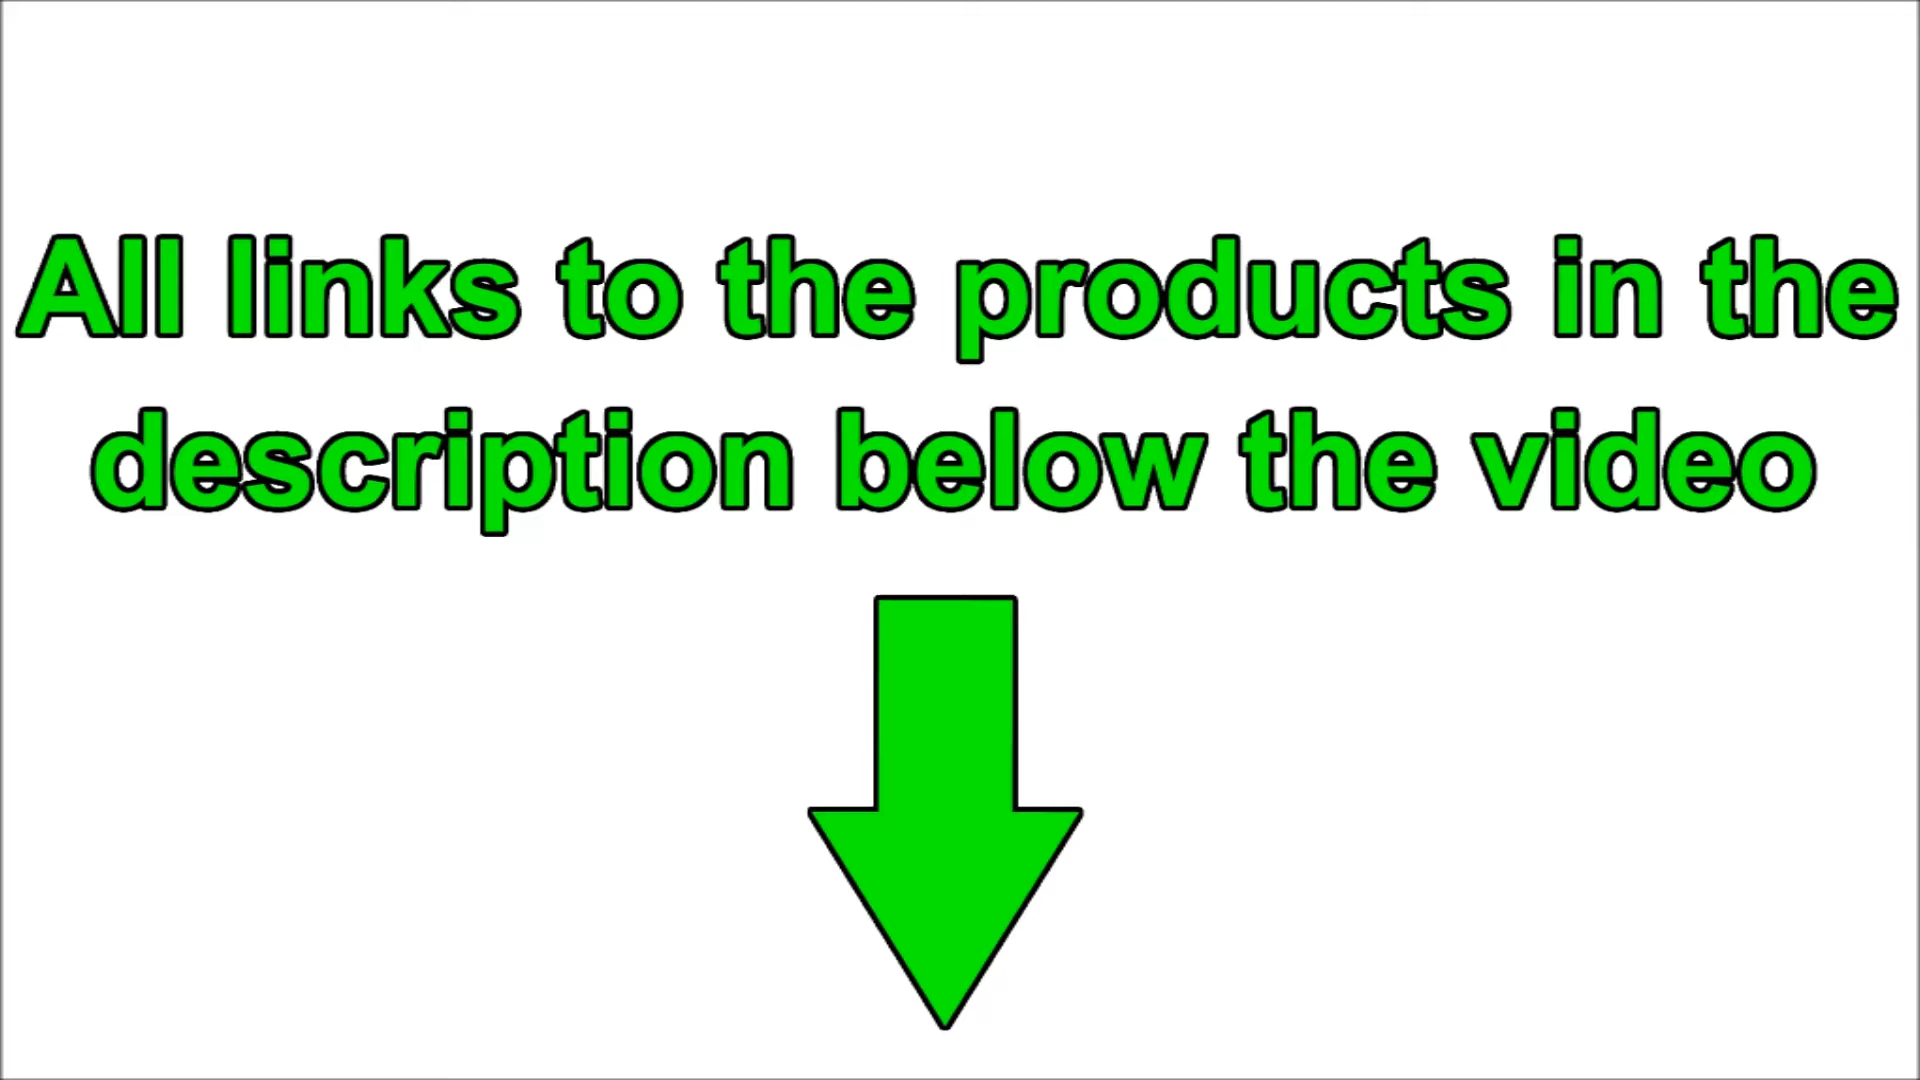 All links to the products in the
description below the video